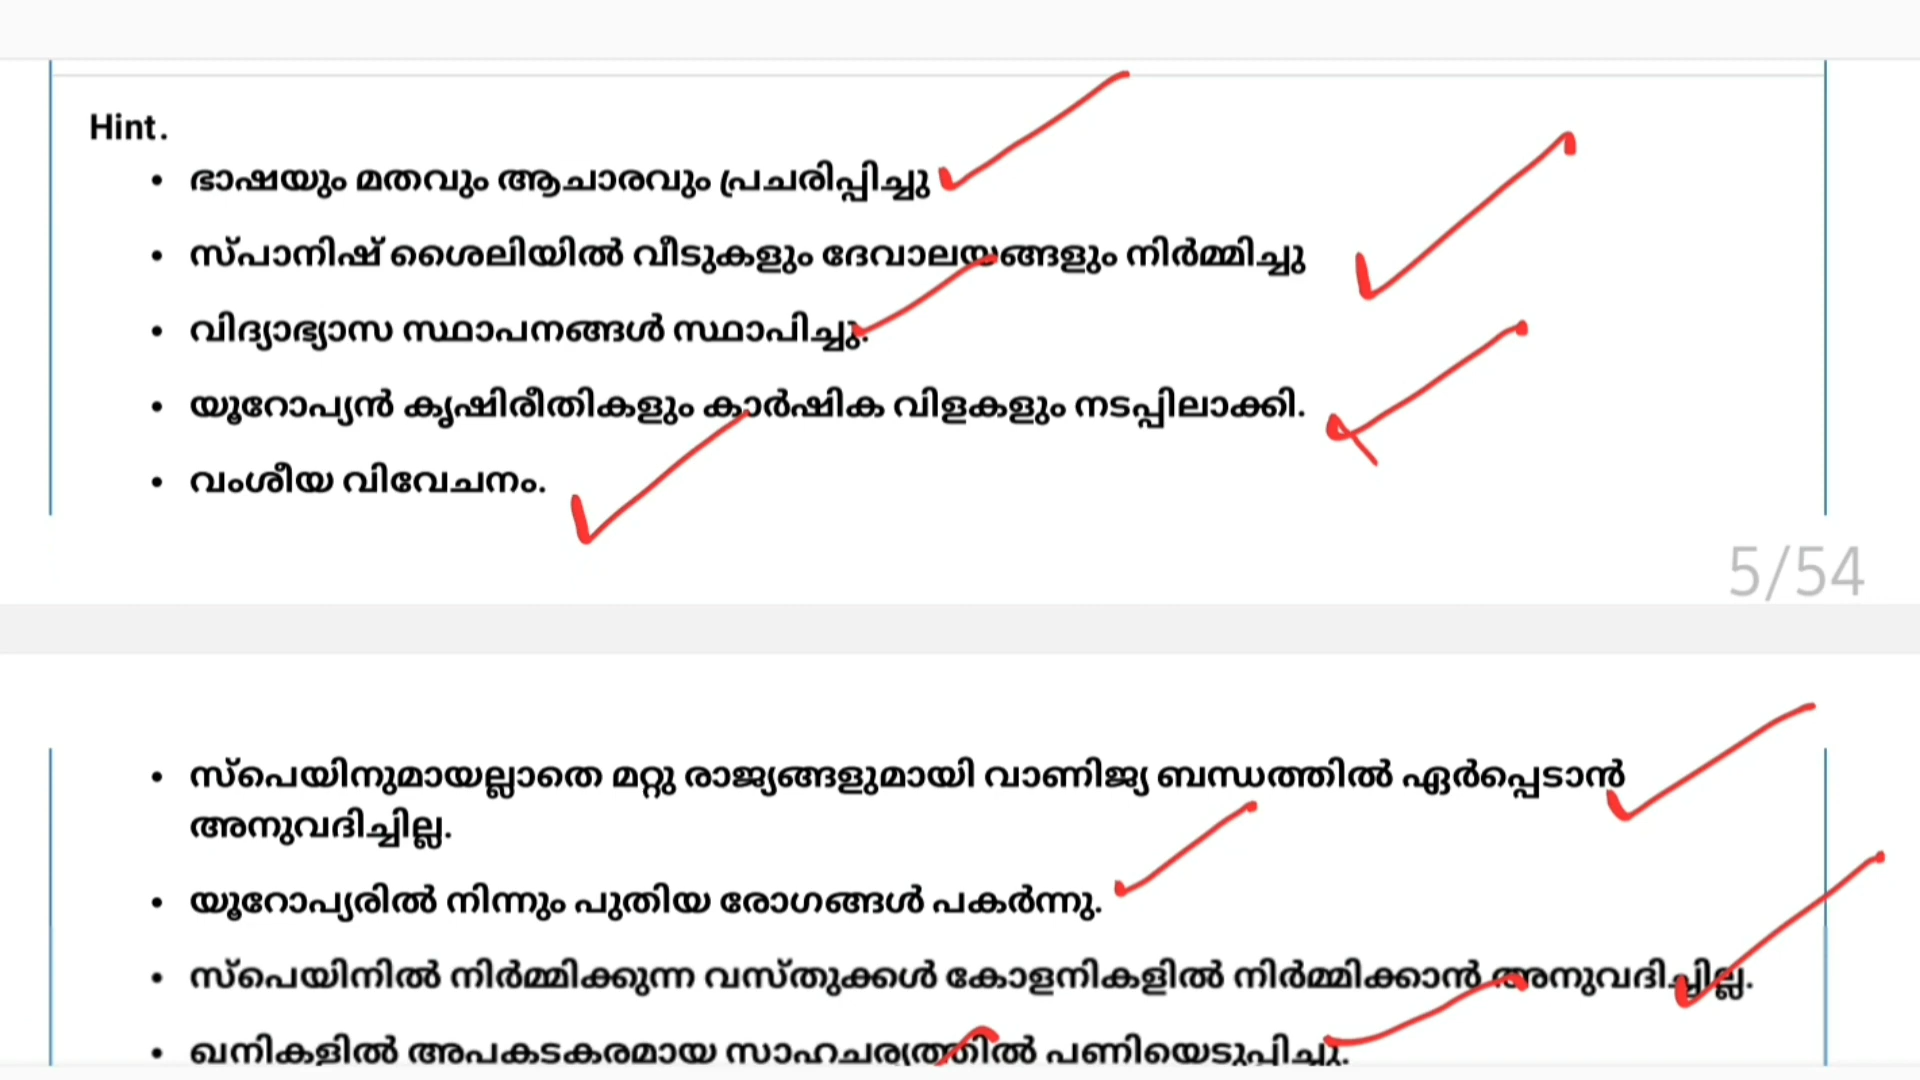 Hint.
• ഭാഷയും മതവും ആചാരവും പ്രചരിപ്പിച്ചു
• സ്പാനിഷ് ശൈലിയിൽ വീടുകളും ദേവാലയങ്ങളും നിർമ്മിച്ചു
• വിദ്യാഭ്യാസ സ്ഥാപനങ്ങൾ സ്ഥാപിച്ചു.
• യൂറോപ്യൻ കൃഷിരീതികളും കാർഷിക വിളകളും നടപ്പിലാക്കി.
• വംശീയ വിവേചനം.
5/54
• സ്പെയിനുമായല്ലാതെ മറ്റു രാജ്യങ്ങളുമായി വാണിജ്യ ബന്ധത്തിൽ ഏർപ്പെടാൻ
അനുവദിച്ചില്ല.
• യൂറോപ്യരിൽ നിന്നും പുതിയ രോഗങ്ങൾ പകർന്നു.
• സ്പെയിനിൽ നിർമ്മിക്കുന്ന വസ്തുക്കൾ കോളനികളിൽ നിർമ്മിക്കാൻ അനുവദിച്ചില്ല.
• ഖനികളിൽ അപകടകരമായ സാഹചര്യത്തിൽ പണിയെടുപ്പിച്ചു.